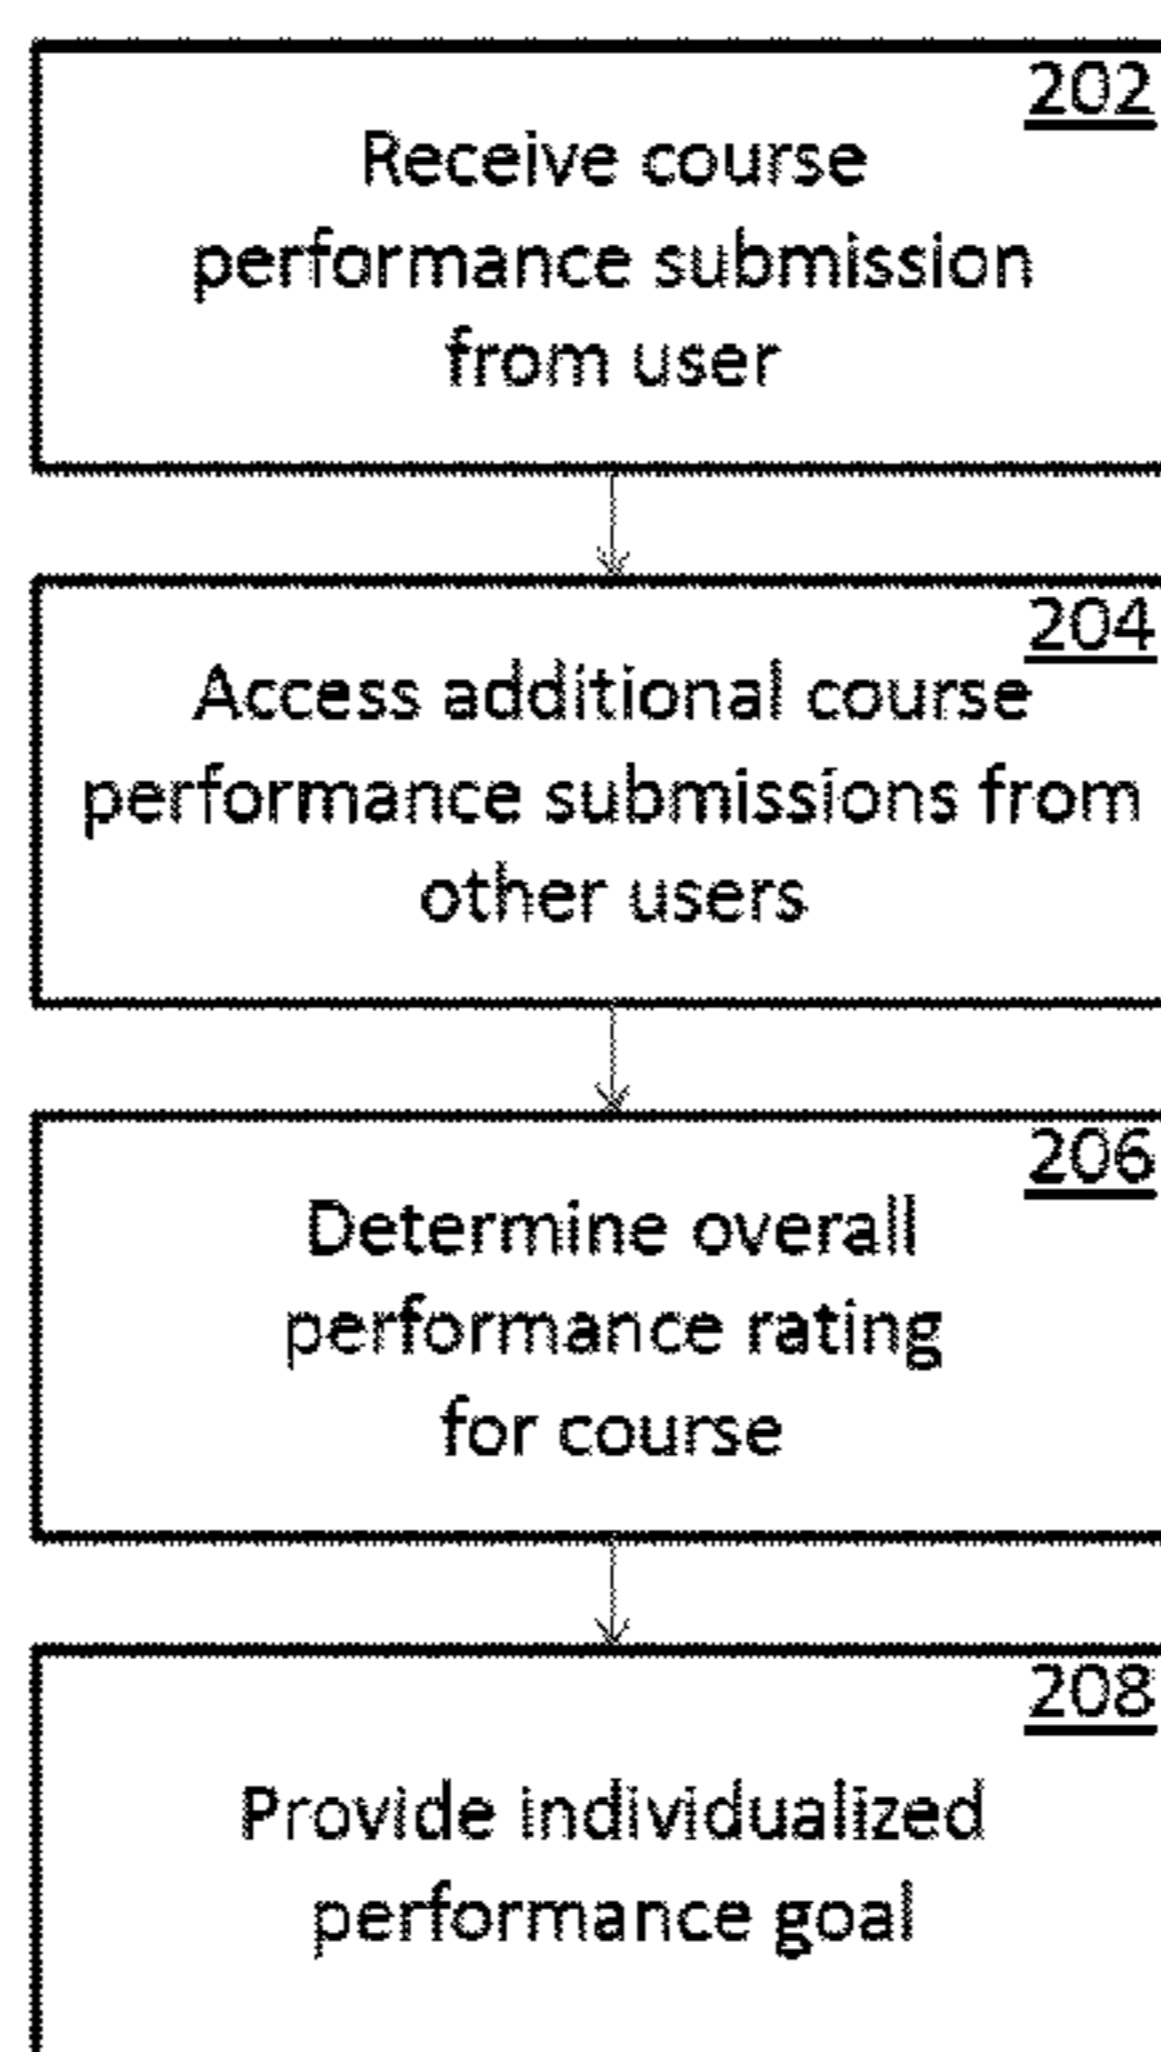 202
Receive course
performance submission
from user
204
Access additional course
performance submissions from
other users
206
Determine overall
performance rating
for course
208
Provide individualized
performance goal